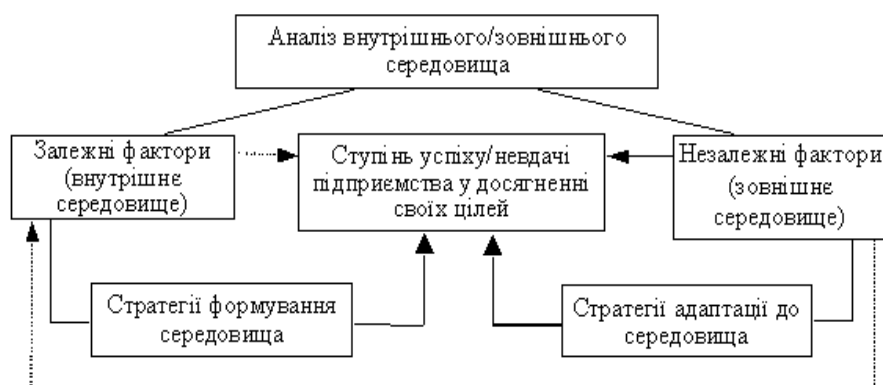 Аналіз внутрішнього/зовнішнього
середовища
Залежні фактори
(внутрішнє
середовище)
Ступінь успіху/невдачі
підприємства у досягненні
своїх цілей
Незалежні фактори
(зовнішнє
середовище)
Стратегії формування
середовища
Стратегії адаптації до
середовища